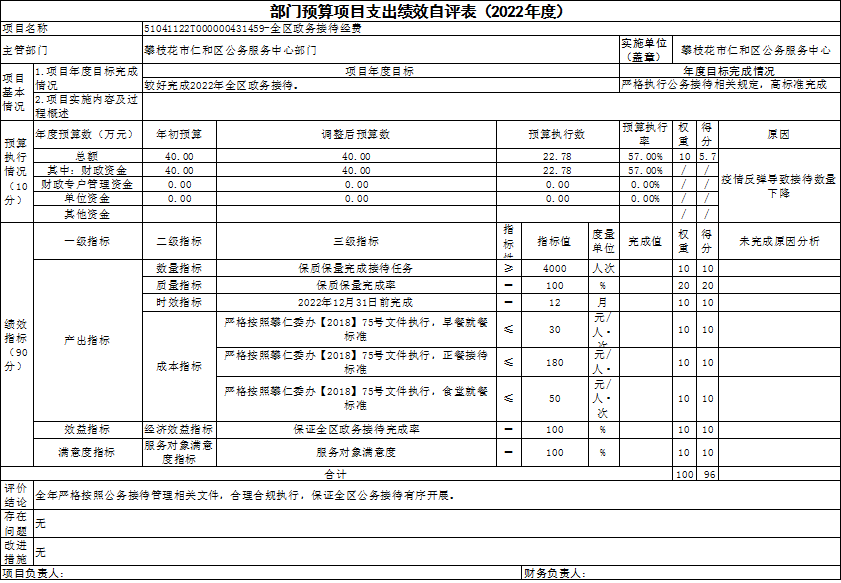 部门预算项目支出绩效自评表（2022年度）
项目名称 51041122T000000431459-全区政务接待经费
主管部门 攀枝花市仁和区公务服务中心部门 实施单位（盖章） 攀枝花市仁和区公务服务中心
项目基本情况 1.项目年度目标完成情况 项目年度目标 年度目标完成情况
较好完成2022年全区政务接待。 严格执行公务接待相关规定，高标准完成
2.项目实施内容及过程概述
预算执行情况（10分） 年度预算数（万元） 年初预算 调整后预算数 预算执行数 预算执行率 权重 得分 原因
总额 40.00 40.00 22.78 57.00% 10 5.7 疫情反弹导致接待数量下降
其中：财政资金 40.00 40.00 22.78 57.00% / /
财政专户管理资金 0.00 0.00 0.00 0.00% / /
单位资金 0.00 0.00 0.00 0.00% / /
其他资金 / /
绩效指标（90分） 一级指标 二级指标 三级指标 指标性 指标值 度量单位 完成值 权重 得分 未完成原因分析
产出指标 数量指标 保质保量完成接待任务 ≥ 4000 人次 10 10
质量指标 保质保量完成率 ＝ 100 % 20 20
时效指标 2022年12月31日前完成 ＝ 12 月 10 10
成本指标 严格按照攀仁委办【2018】75号文件执行，早餐就餐标准 ≤ 30 元/人·次 10 10
严格按照攀仁委办【2018】75号文件执行，正餐接待标准 ≤ 180 元/人· 10 10
严格按照攀仁委办【2018】75号文件执行，食堂就餐标准 ≤ 50 元/人·次 10 10
效益指标 经济效益指标 保证全区政务接待完成率 ＝ 100 % 10 10
满意度指标 服务对象满意度指标 服务对象满意度 ＝ 100 % 10 10
合计 100 96
评价结论 全年严格按照公务接待管理相关文件，合理合规执行，保证全区公务接待有序开展。
存在问题 无
改进措施 无
项目负责人： 财务负责人：